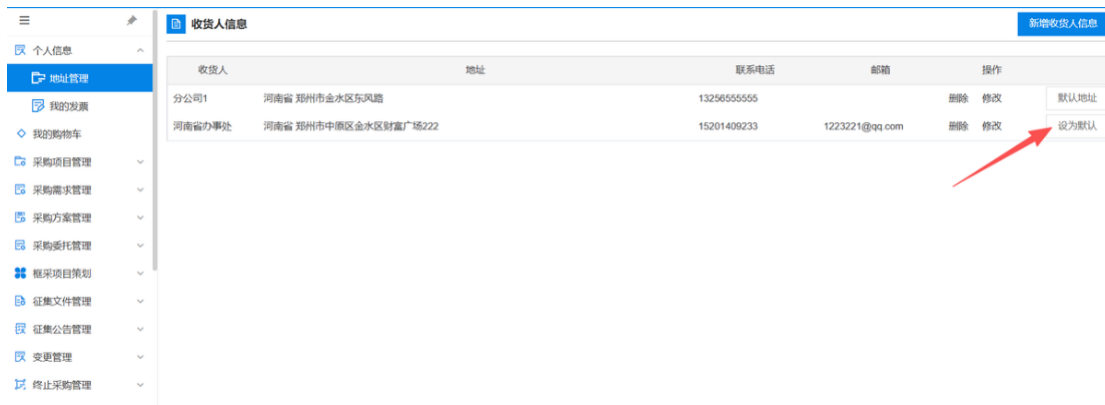 收货人信息
新增收货人信息
个人信息
地址管理
我的发票
我的购物车
采购项目管理
采购需求管理
采购方案管理
采购委托管理
框采项目策划
征集文件管理
征集公告管理
变更管理
终止采购管理
收货人 地址 联系电话 邮箱 操作
分公司1 河南省 郑州市金水区东风路 13256555555 删除 修改 默认地址
河南省办事处 河南省 郑州市中原区金水区财富广场222 15201409233 1223221@qq.com 删除 修改 设为默认